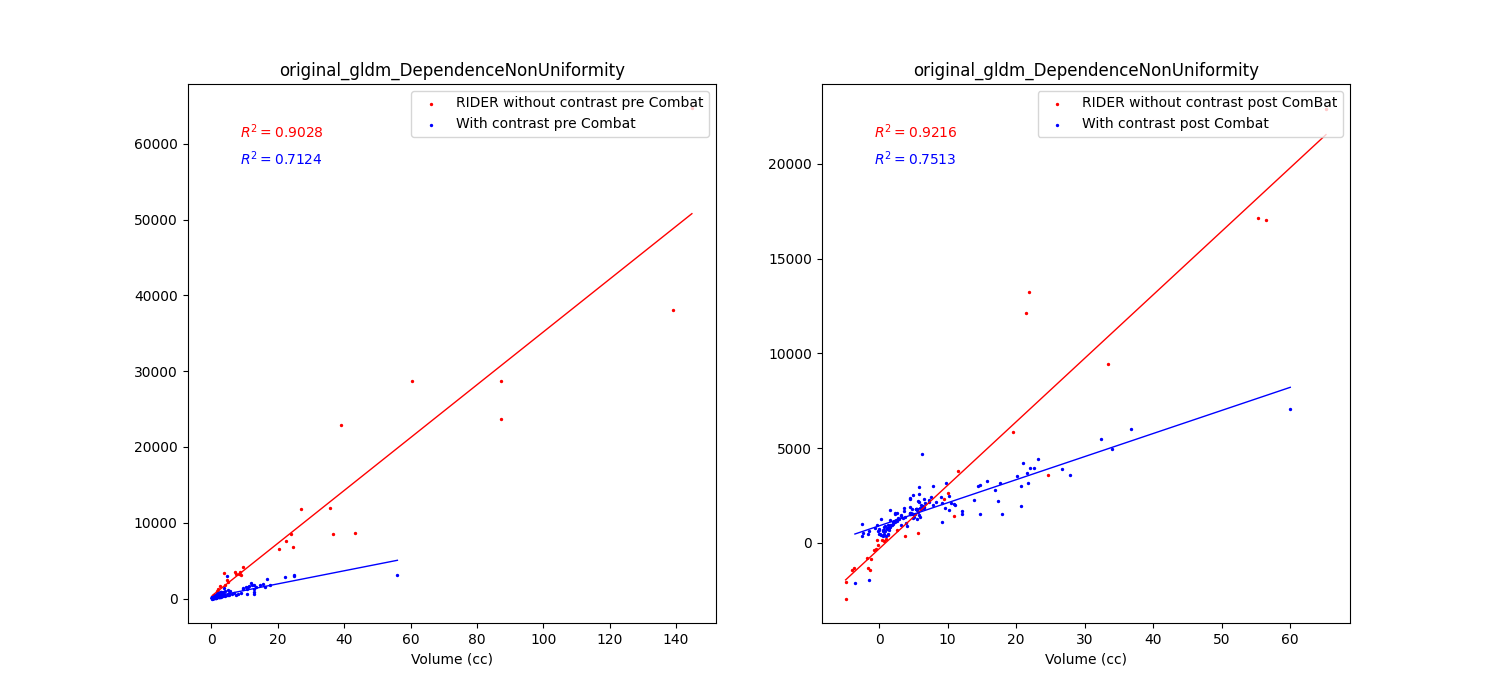 original_gldm_DependenceNonUniformity
RIDER without contrast pre Combat
With contrast pre Combat
R² = 0.9028
R² = 0.7124
60000
50000
40000
30000
20000
10000
0
0 20 40 60 80 100 120 140
Volume (cc)
original_gldm_DependenceNonUniformity
RIDER without contrast post ComBat
With contrast post Combat
R² = 0.9216
R² = 0.7513
20000
15000
10000
5000
0
0 10 20 30 40 50 60
Volume (cc)